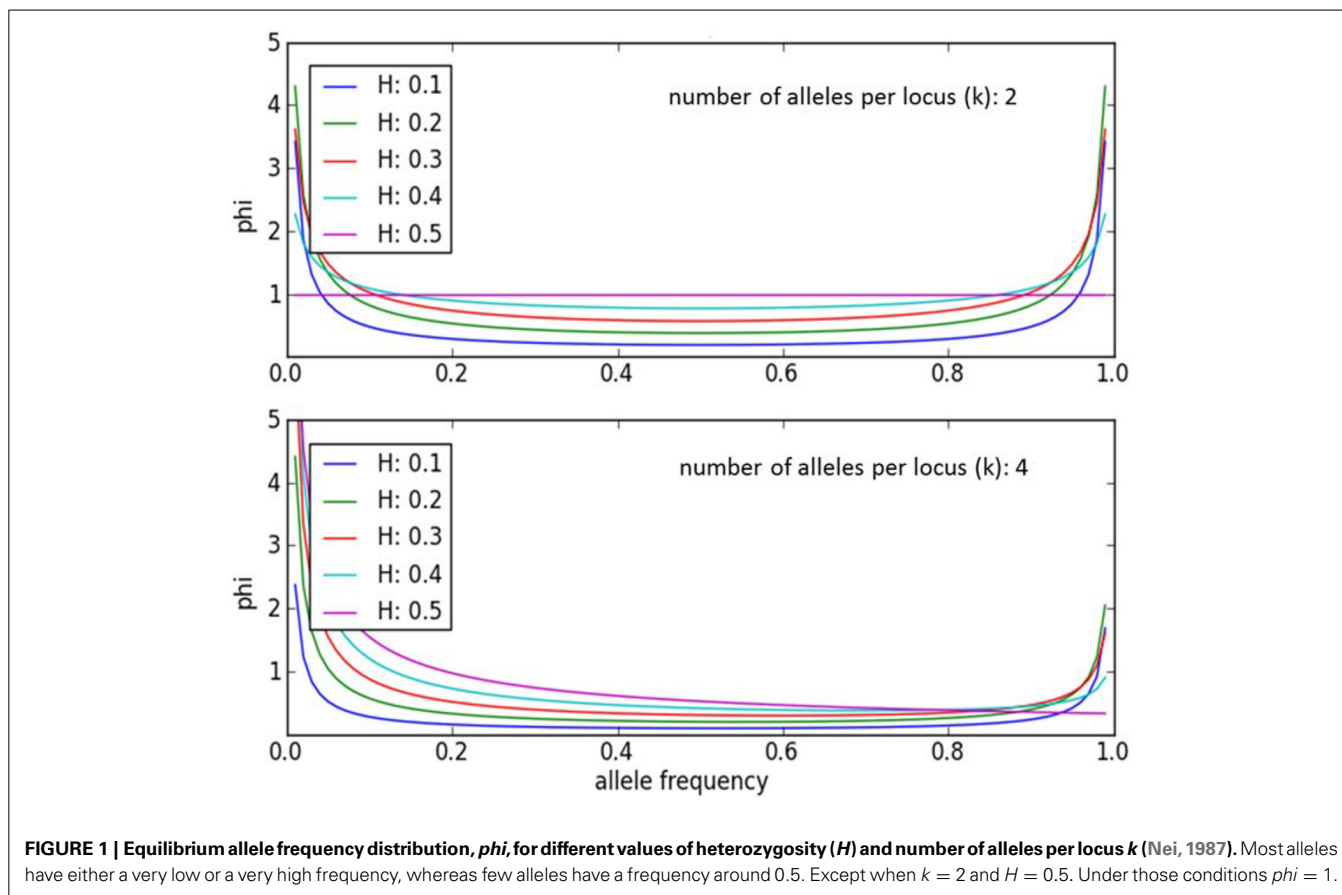 5
4
3
2
1
phi
H: 0.1
H: 0.2
H: 0.3
H: 0.4
H: 0.5
number of alleles per locus (k): 2
0.0 0.2 0.4 0.6 0.8 1.0
5
4
3
2
1
phi
H: 0.1
H: 0.2
H: 0.3
H: 0.4
H: 0.5
number of alleles per locus (k): 4
0.0 0.2 0.4 0.6 0.8 1.0
allele frequency
FIGURE 1 | Equilibrium allele frequency distribution, phi, for different values of heterozygosity (H) and number of alleles per locus k (Nei, 1987). Most alleles
have either a very low or a very high frequency, whereas few alleles have a frequency around 0.5. Except when k = 2 and H = 0.5. Under those conditions phi = 1.